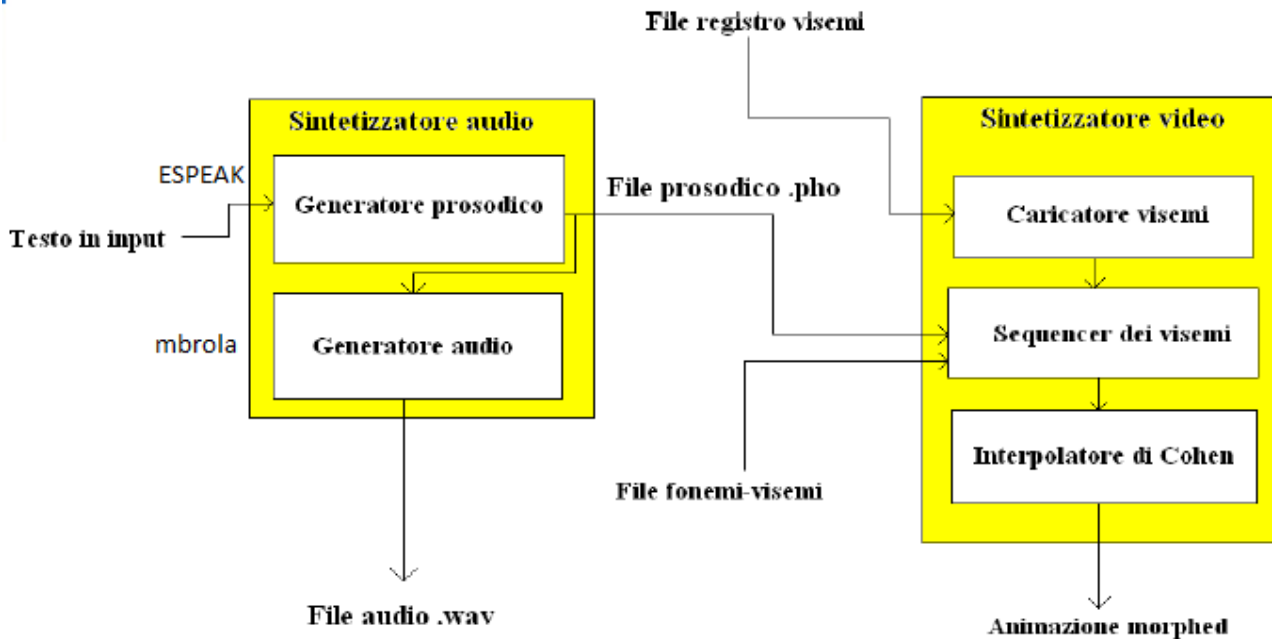 File registro visemi
Sintetizzatore audio
Sintetizzatore video
ESPEAK
Generatore prosodico
File prosodico .pho
Caricatore visemi
Testo in input
mbrola
Generatore audio
Sequencer dei visemi
Interpolatore di Cohen
File fonemi-visemi
File audio .wav
Animazione morphed